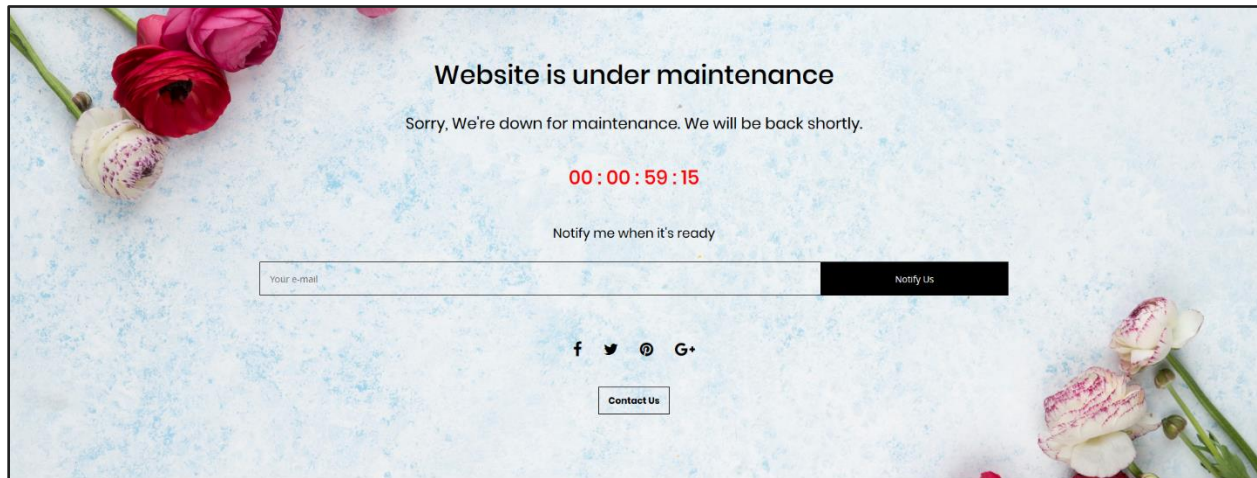 Website is under maintenance
Sorry, We're down for maintenance. We will be back shortly.
00 : 00 : 59 : 15
Notify me when it's ready
Your e-mail
Notify Us
Contact Us